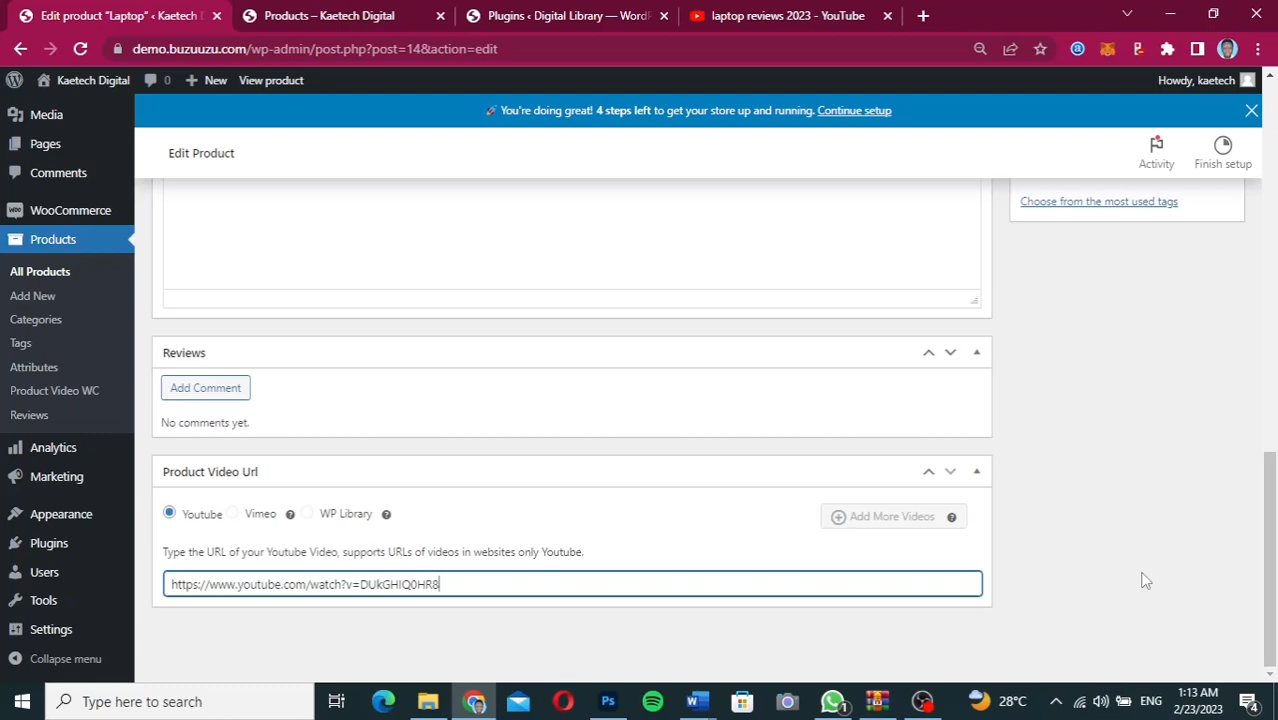 Edit product “Laptop” ‹ Kaetech D
Products – Kaetech Digital
Plugins ‹ Digital Library — WordPr
laptop reviews 2023 - YouTube
demo.buzuuzu.com/wp-admin/post.php?post=14&action=edit
Kaetech Digital
0
New
View product
Howdy, kaetech
You're doing great! 4 steps left to get your store up and running. Continue setup
Edit Product
Activity
Finish setup
Media
Pages
Comments
WooCommerce
Products
All Products
Add New
Categories
Tags
Attributes
Product Video WC
Reviews
Analytics
Marketing
Appearance
Plugins
Users
Tools
Settings
Collapse menu
Choose from the most used tags
Reviews
Add Comment
No comments yet.
Product Video Url
Youtube
Vimeo
WP Library
Add More Videos
Type the URL of your Youtube Video, supports URLs of videos in websites only Youtube.
https://www.youtube.com/watch?v=DUkGHIQ0HR8
Type here to search
28°C
ENG
1:13 AM
2/23/2023
4